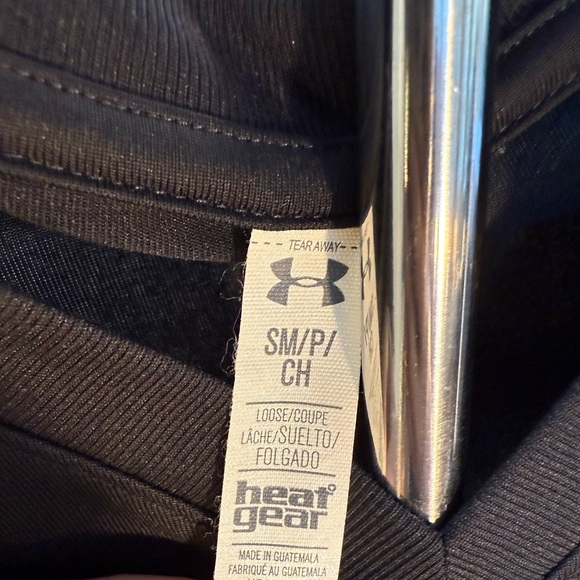 TEAR AWAY
SM/P/
CH
LOOSE/COUPE
LÂCHE/SUELTO/
FOLGADO
heat
gear
MADE IN GUATEMALA
FABRIQUÉ AU GUATEMALA